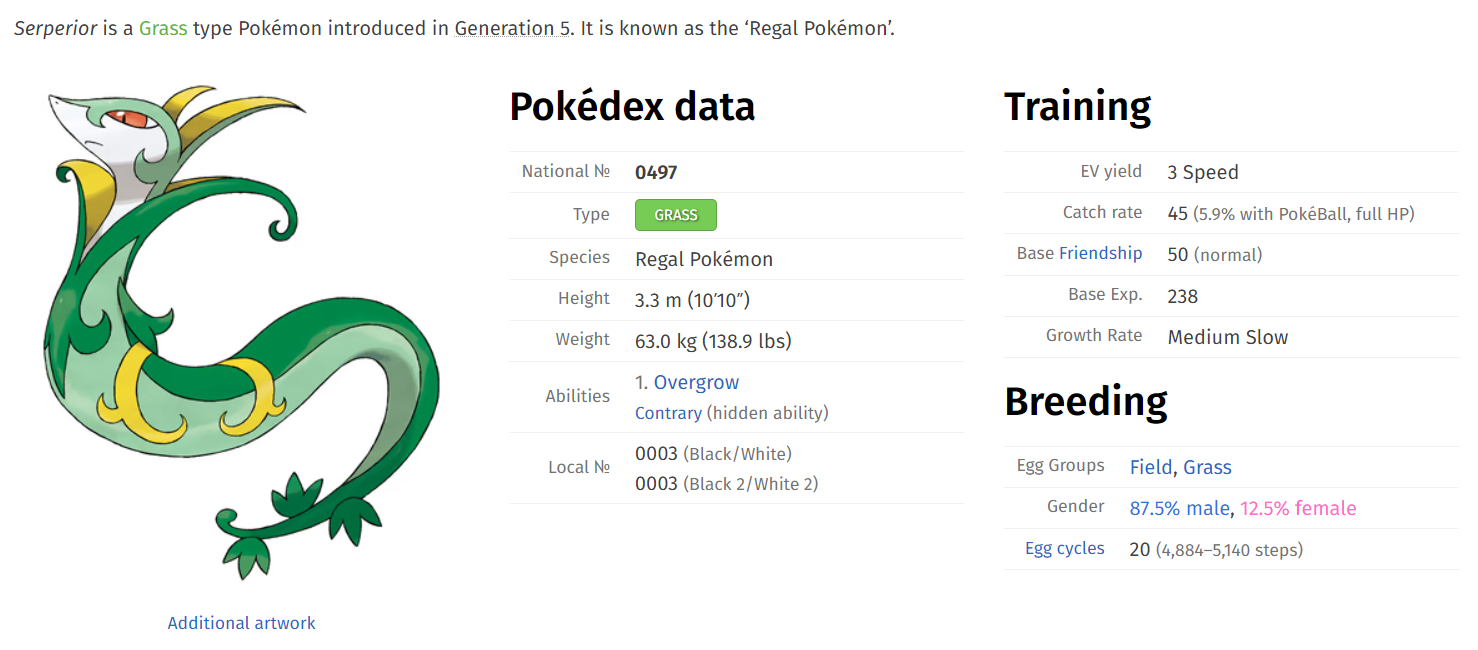 Serperior is a Grass type Pokémon introduced in Generation 5. It is known as the ‘Regal Pokémon’.
Additional artwork
Pokédex data
National № 0497
Type GRASS
Species Regal Pokémon
Height 3.3 m (10′10″)
Weight 63.0 kg (138.9 lbs)
Abilities 1. Overgrow
Contrary (hidden ability)
Local № 0003 (Black/White)
0003 (Black 2/White 2)
Training
EV yield 3 Speed
Catch rate 45 (5.9% with PokéBall, full HP)
Base Friendship 50 (normal)
Base Exp. 238
Growth Rate Medium Slow
Breeding
Egg Groups Field, Grass
Gender 87.5% male, 12.5% female
Egg cycles 20 (4,884–5,140 steps)